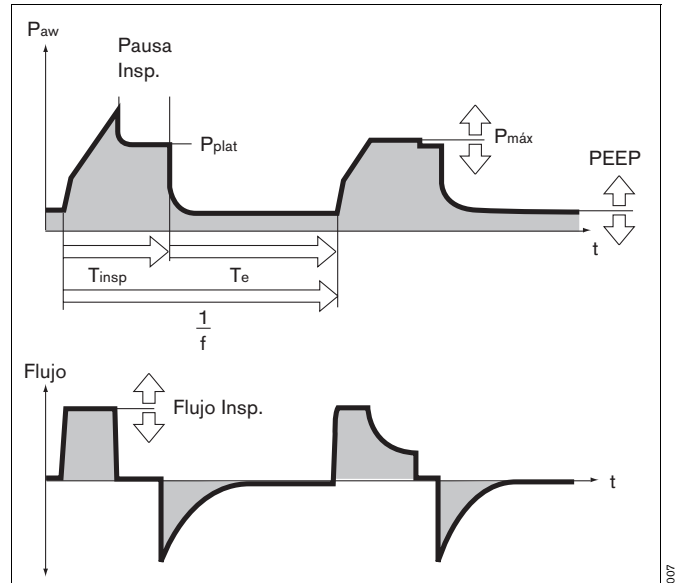 Paw
Pausa
Insp.
Pplat
Pmáx
PEEP
t
Tinsp
Te
1
f
Flujo
Flujo Insp.
t
007